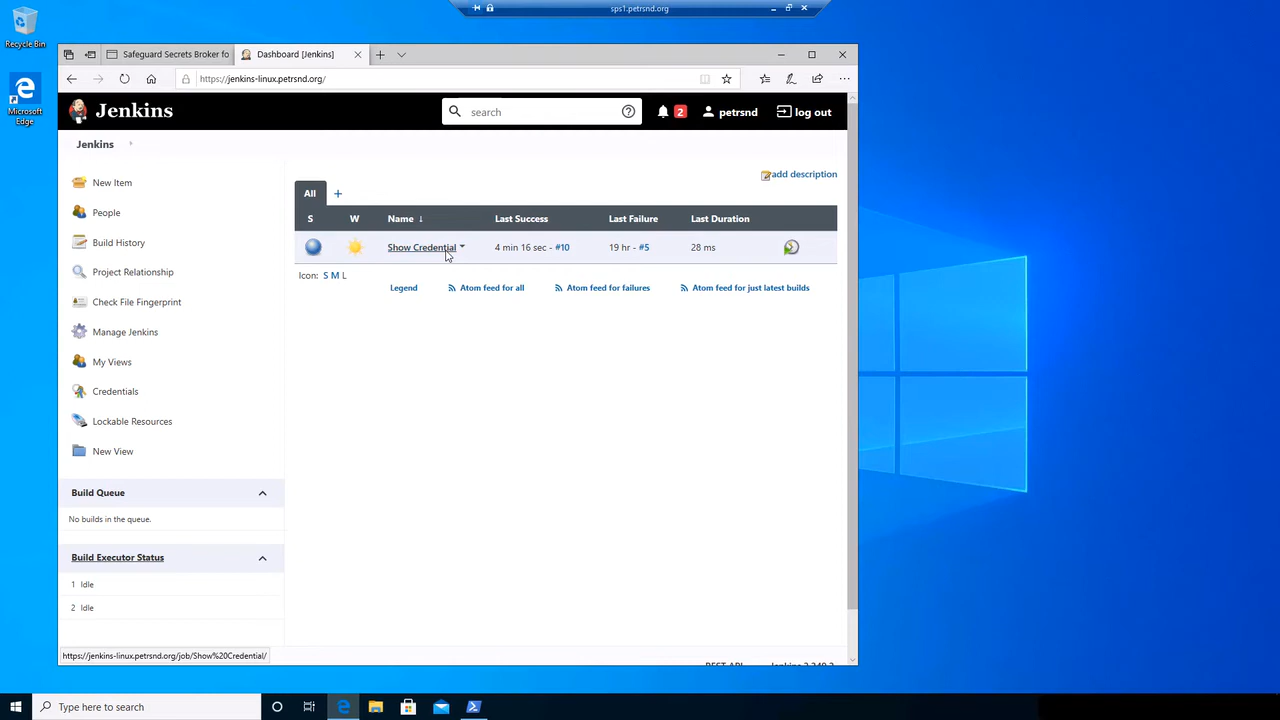 sps1.petrsnd.org
Recycle Bin
Microsoft
Edge
Safeguard Secrets Broker fo
Dashboard [Jenkins]
https://jenkins-linux.petrsnd.org/
Jenkins
search
2
petrsnd
log out
Jenkins
New Item
People
Build History
Project Relationship
Check File Fingerprint
Manage Jenkins
My Views
Credentials
Lockable Resources
New View
Build Queue
No builds in the queue.
Build Executor Status
1 Idle
2 Idle
add description
All +
S W Name ↓ Last Success Last Failure Last Duration
Show Credential 4 min 16 sec - #10 19 hr - #5 28 ms
Icon: S M L
Legend Atom feed for all Atom feed for failures Atom feed for just latest builds
https://jenkins-linux.petrsnd.org/job/Show%20Credential/
REST API
Type here to search